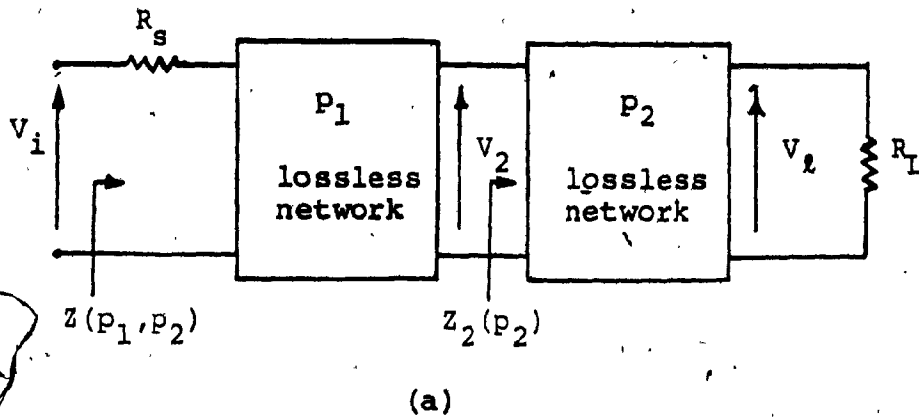 R_s
p_1
lossless
network
p_2
lossless
network
V_i
V_2
V_ℓ
R_L
Z(p_1,p_2)
Z_2(p_2)
(a)